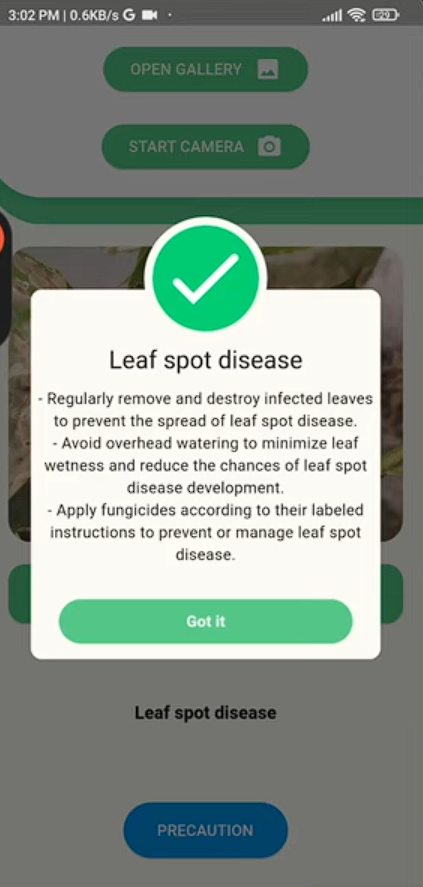 3:02 PM | 0.6KB/s G
29
OPEN GALLERY
START CAMERA
Leaf spot disease
- Regularly remove and destroy infected leaves
to prevent the spread of leaf spot disease.
- Avoid overhead watering to minimize leaf
wetness and reduce the chances of leaf spot
disease development.
- Apply fungicides according to their labeled
instructions to prevent or manage leaf spot
disease.
Got it
Leaf spot disease
PRECAUTION